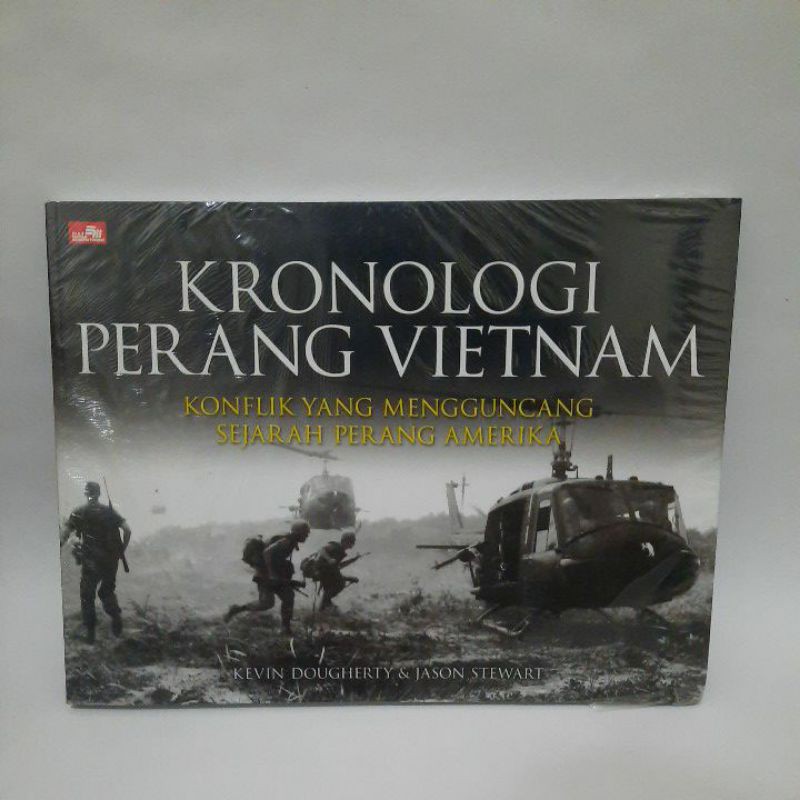 KRONOLOGI
PERANG VIETNAM
KONFLIK YANG MENGGUNCANG
SEJARAH PERANG AMERIKA
KEVIN DOUGHERTY & JASON STEWART